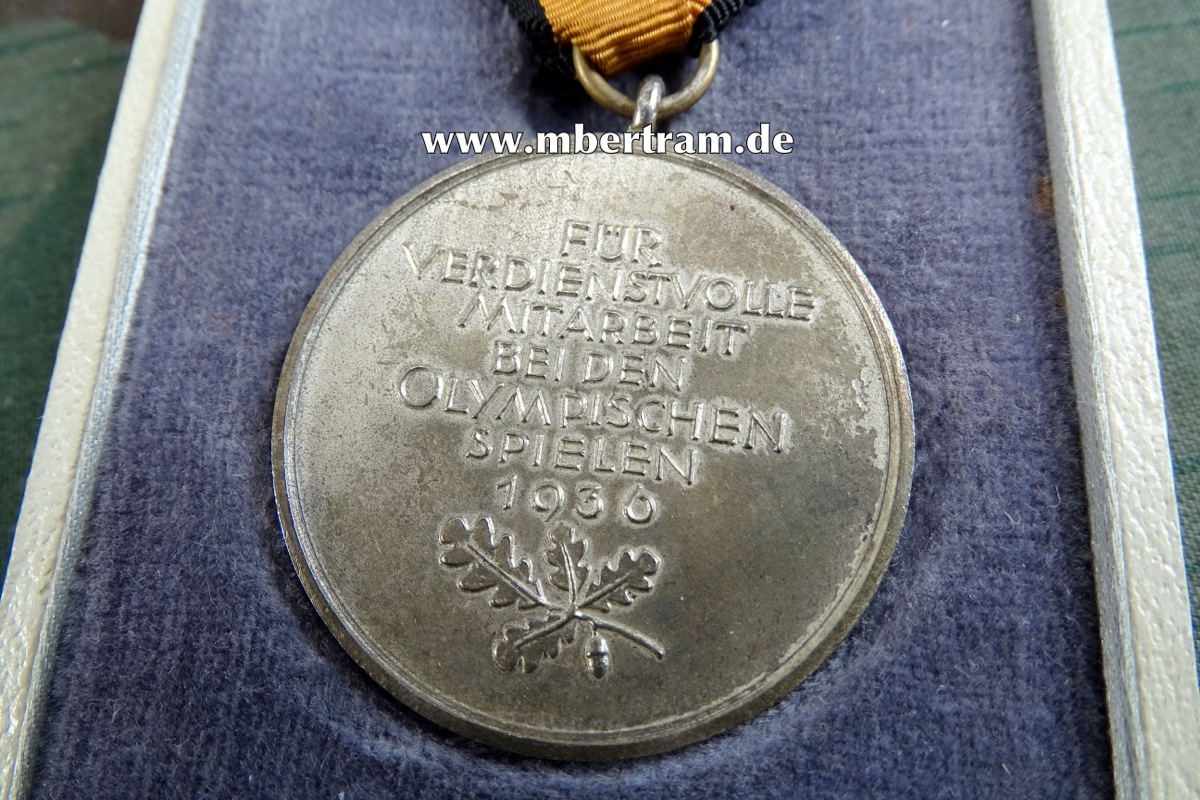 www.mbertram.de
FÜR
VERDIENSTVOLLE
MITARBEIT
BEI DEN
OLYMPISCHEN
SPIELEN
1936